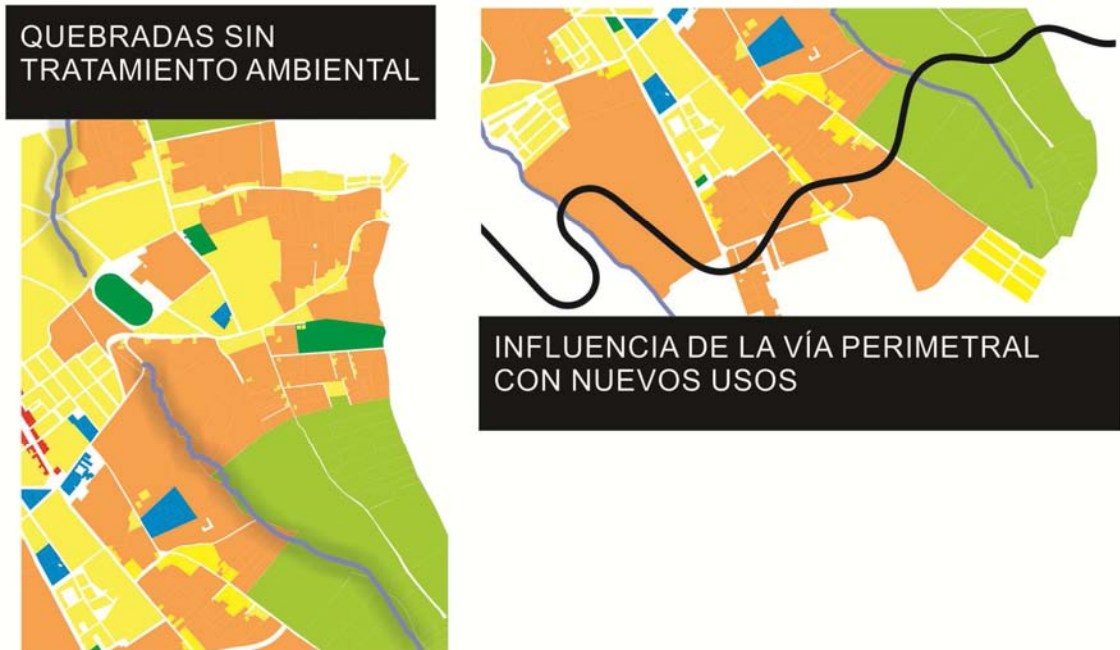 QUEBRADAS SIN
TRATAMIENTO AMBIENTAL
INFLUENCIA DE LA VÍA PERIMETRAL
CON NUEVOS USOS